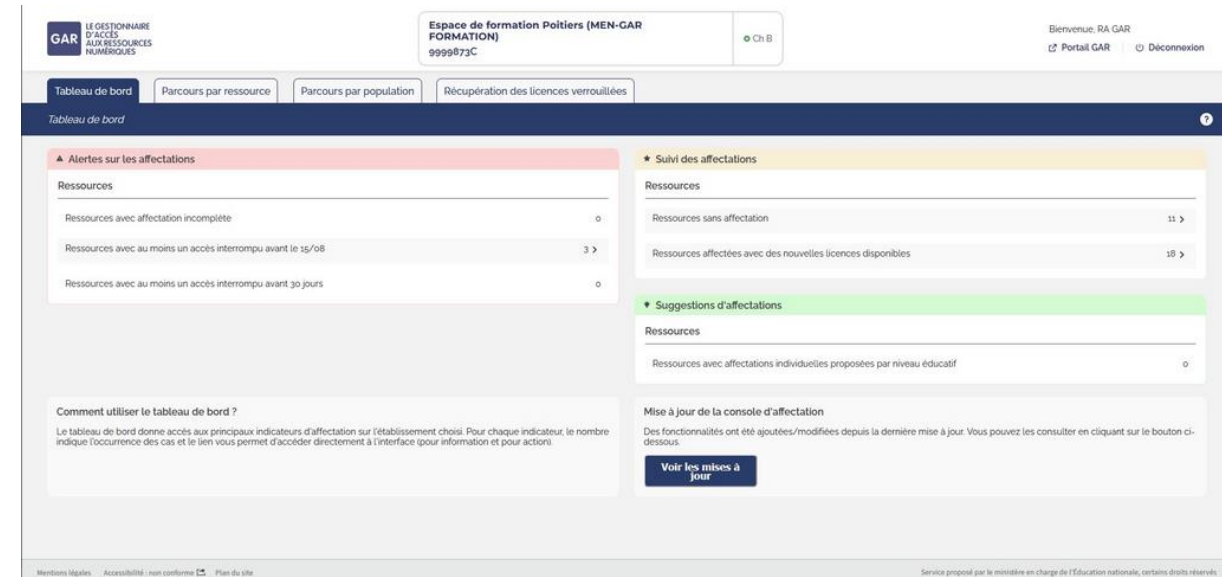 GAR
LE GESTIONNAIRE
D'ACCÈS
AUX RESSOURCES
NUMÉRIQUES
Espace de formation Poitiers (MEN-GAR
FORMATION)
9999873C
Ch B
Bienvenue, RA GAR
Portail GAR
Déconnexion
Tableau de bord
Parcours par ressource
Parcours par population
Récupération des licences verrouillées
Tableau de bord
?
Alertes sur les affectations
Ressources
Ressources avec affectation incomplète 0
Ressources avec au moins un accès interrompu avant le 15/08 3 >
Ressources avec au moins un accès interrompu avant 30 jours 0
Suivi des affectations
Ressources
Ressources sans affectation 11 >
Ressources affectées avec des nouvelles licences disponibles 18 >
Suggestions d'affectations
Ressources
Ressources avec affectations individuelles proposées par niveau éducatif 0
Comment utiliser le tableau de bord ?
Le tableau de bord donne accès aux principaux indicateurs d'affectation sur l'établissement choisi. Pour chaque indicateur, le nombre
indique l'occurrence des cas et le lien vous permet d'accéder directement à l'interface (pour information et pour action).
Mise à jour de la console d'affectation
Des fonctionnalités ont été ajoutées/modifiées depuis la dernière mise à jour. Vous pouvez les consulter en cliquant sur le bouton ci-
dessous.
Voir les mises à
jour
Mentions légales Accessibilité : non conforme Plan du site
Service proposé par le ministère en charge de l'Éducation nationale, certains droits réservés